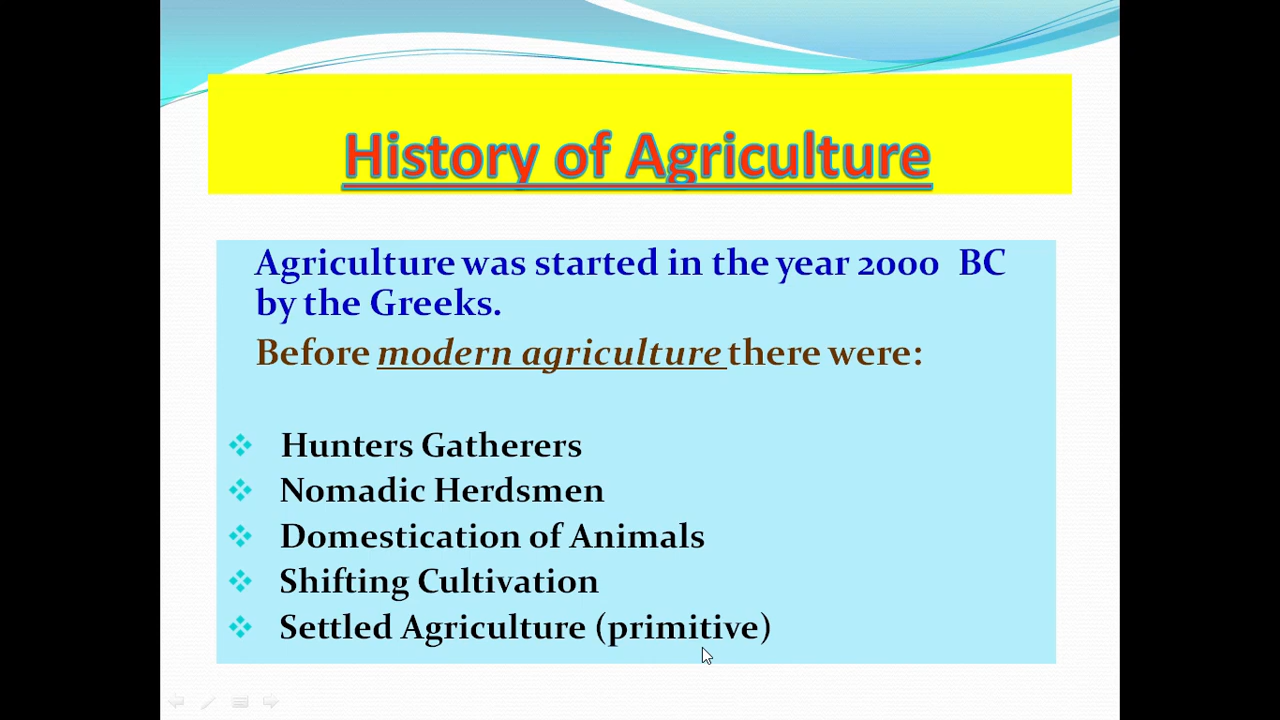 History of Agriculture
Agriculture was started in the year 2000 BC
by the Greeks.
Before modern agriculture there were:
Hunters Gatherers
Nomadic Herdsmen
Domestication of Animals
Shifting Cultivation
Settled Agriculture (primitive)